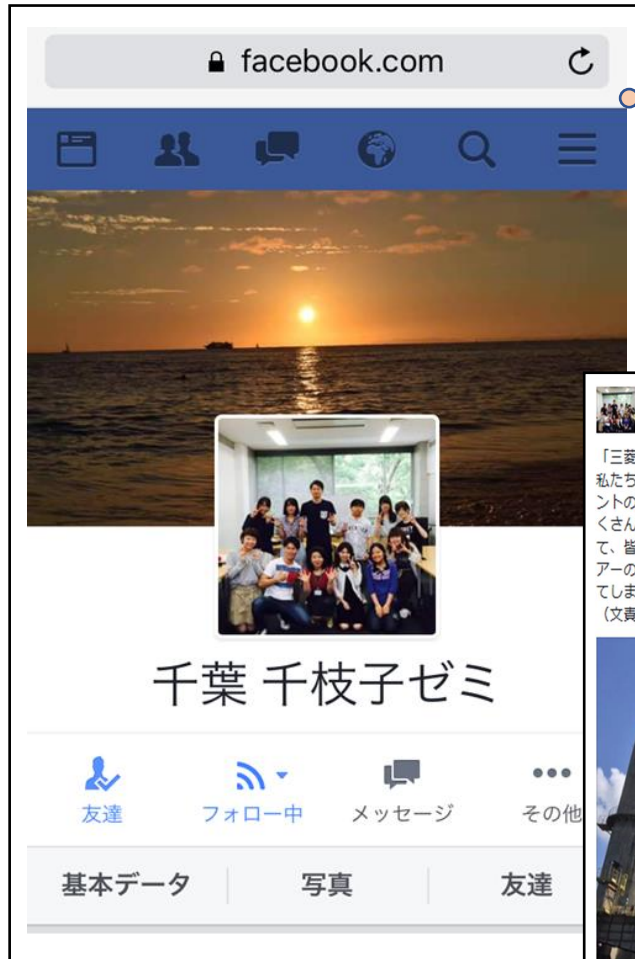 facebook.com
千葉 千枝子ゼミ
友達
フォロー中
メッセージ
その他
基本データ
写真
友達
「三菱
私たち
ントの
くさん
て、皆
アーの
てしま
（文責